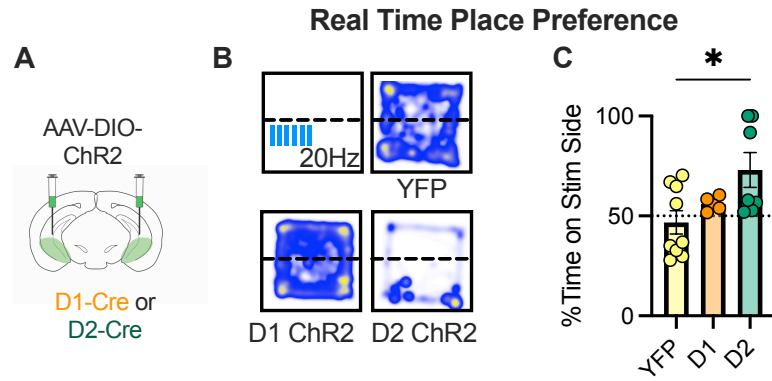 Real Time Place Preference
A
AAV-DIO-
ChR2
D1-Cre or
D2-Cre
B
20Hz
YFP
D1 ChR2
D2 ChR2
C
*
%Time on Stim Side
100
50
0
YFP
D1
D2